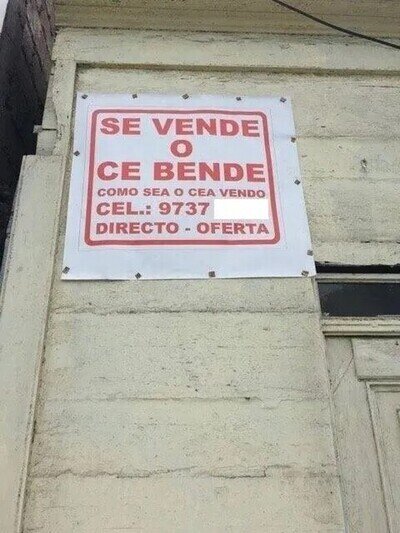 SE VENDE
O
CE BENDE
COMO SEA O CEA VENDO
CEL.: 9737
DIRECTO - OFERTA